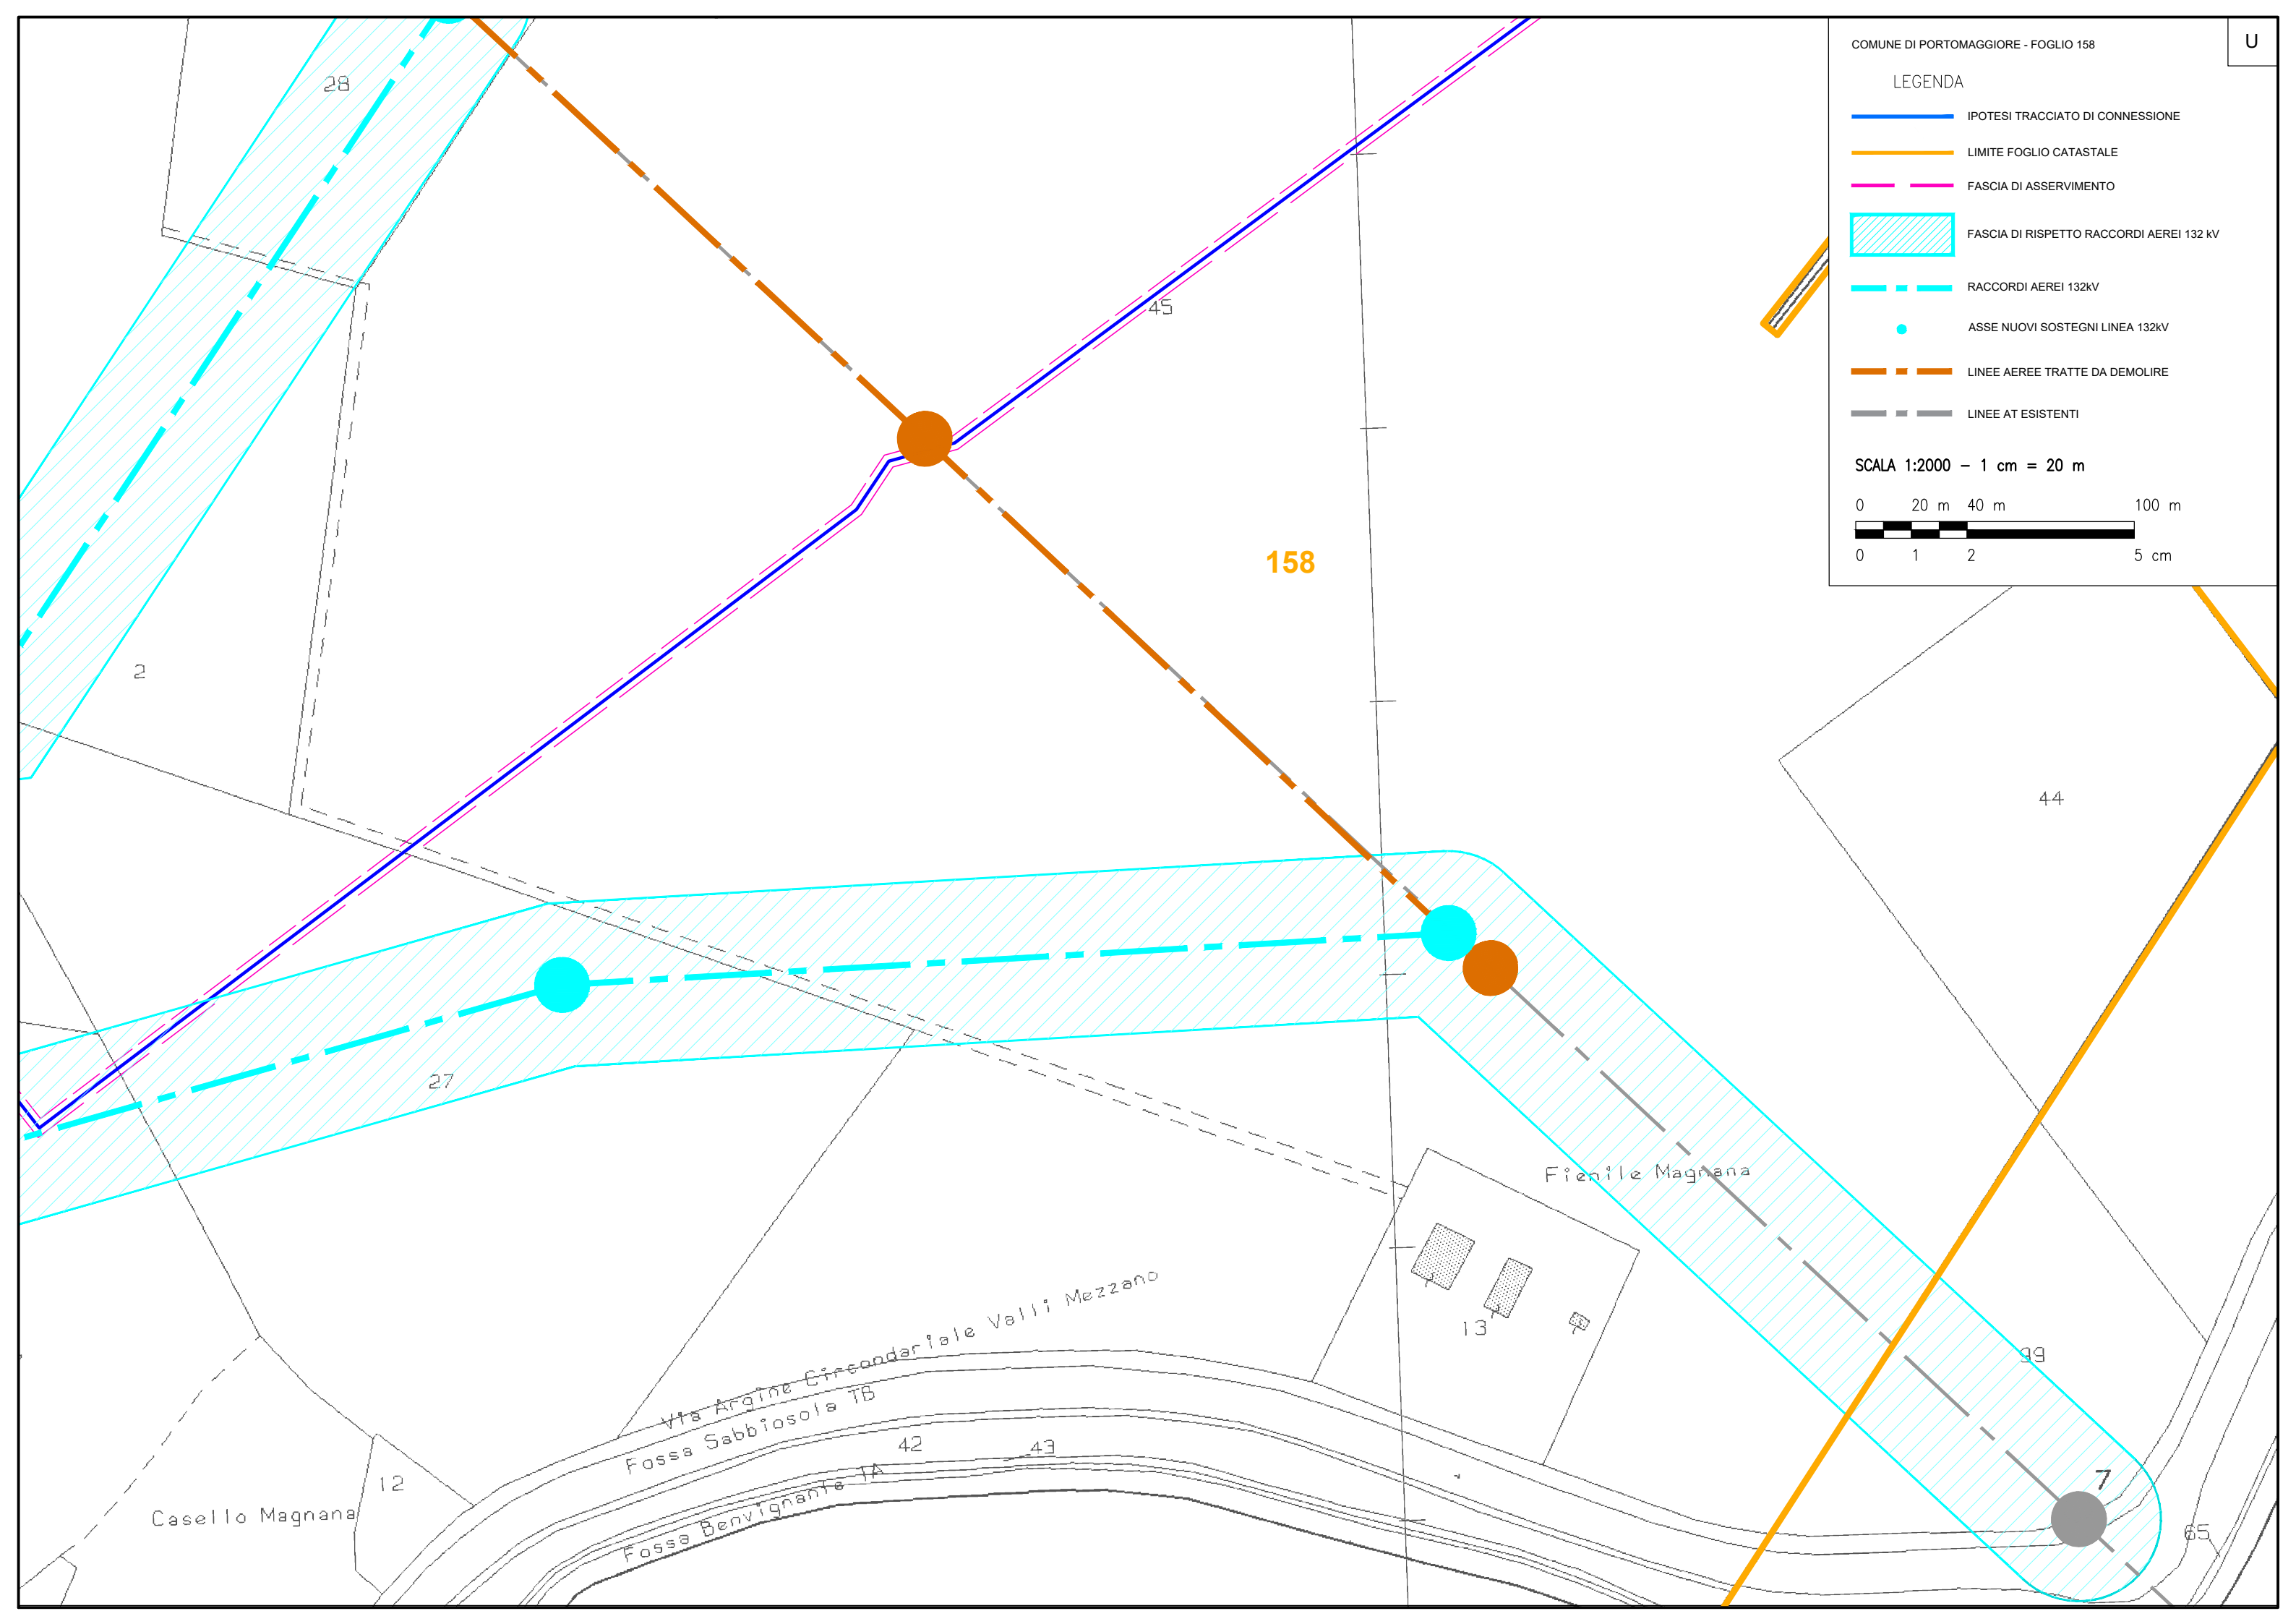 COMUNE DI PORTOMAGGIORE - FOGLIO 158
U
LEGENDA
IPOTESI TRACCIATO DI CONNESSIONE
LIMITE FOGLIO CATASTALE
FASCIA DI ASSERVIMENTO
FASCIA DI RISPETTO RACCORDI AEREI 132 kV
RACCORDI AEREI 132kV
ASSE NUOVI SOSTEGNI LINEA 132kV
LINEE AEREE TRATTE DA DEMOLIRE
LINEE AT ESISTENTI
SCALA 1:2000 - 1 cm = 20 m
0 20 m 40 m 100 m
0 1 2 5 cm
28
45
158
2
44
27
Fienile Magnana
13
99
Via Argine Circondariale Valli Mezzano
Fossa Sabbiosola TB
42
43
Fossa Benvignante TA
12
Casello Magnana
7
65